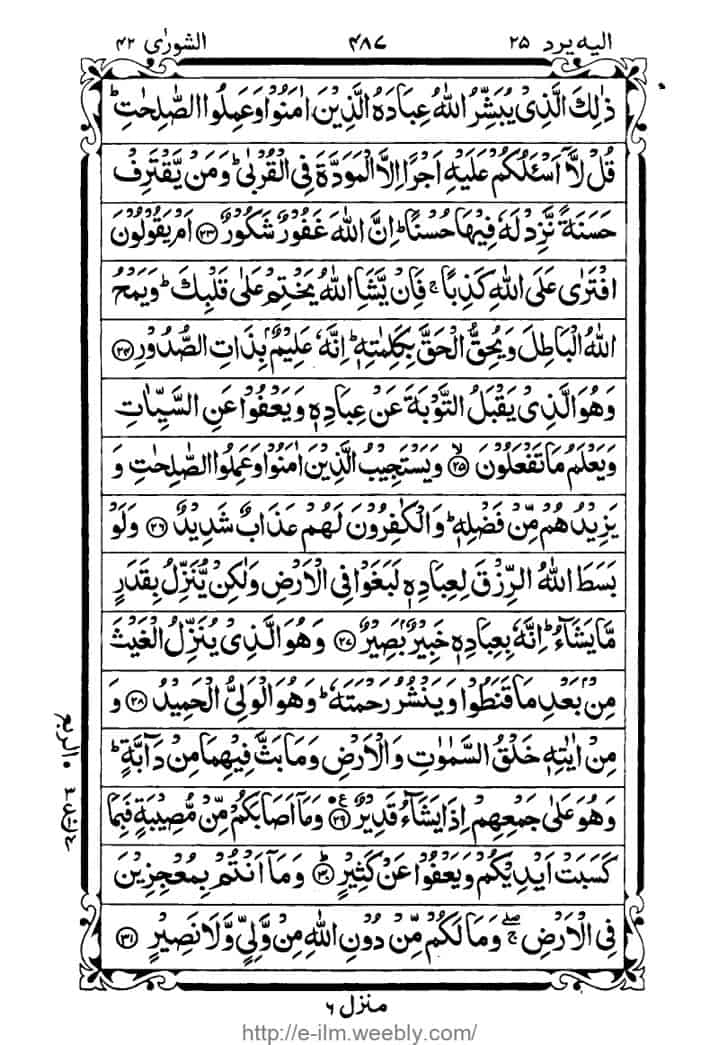 الیه یرد ۲۵ ۴۸۷ الشورٰی ۴۲
ذٰلِكَ الَّذِیْ یُبَشِّرُ اللّٰهُ عِبَادَهُ الَّذِیْنَ اٰمَنُوْا وَعَمِلُوا الصّٰلِحٰتِ ؕ
قُلْ لَّاۤ اَسْئَلُكُمْ عَلَیْهِ اَجْرًا اِلَّا الْمَوَدَّةَ فِی الْقُرْبٰی ؕ وَمَنْ یَّقْتَرِفْ
حَسَنَةً نَّزِدْ لَهٗ فِیْهَا حُسْنًا ؕ اِنَّ اللّٰهَ غَفُوْرٌ شَكُوْرٌ ﴿۲۳﴾ اَمْ یَقُوْلُوْنَ
افْتَرٰی عَلَی اللّٰهِ كَذِبًا ۚ فَاِنْ یَّشَاِ اللّٰهُ یَخْتِمْ عَلٰی قَلْبِكَ ؕ وَیَمْحُ
اللّٰهُ الْبَاطِلَ وَیُحِقُّ الْحَقَّ بِكَلِمٰتِهٖ ؕ اِنَّهٗ عَلِیْمٌۢ بِذَاتِ الصُّدُوْرِ ﴿۲۴﴾
وَهُوَ الَّذِیْ یَقْبَلُ التَّوْبَةَ عَنْ عِبَادِهٖ وَیَعْفُوْا عَنِ السَّیِّاٰتِ
وَیَعْلَمُ مَا تَفْعَلُوْنَ ﴿۲۵﴾ۙ وَیَسْتَجِیْبُ الَّذِیْنَ اٰمَنُوْا وَعَمِلُوا الصّٰلِحٰتِ وَ
یَزِیْدُهُمْ مِّنْ فَضْلِهٖ ؕ وَالْكٰفِرُوْنَ لَهُمْ عَذَابٌ شَدِیْدٌ ﴿۲۶﴾ وَلَوْ
بَسَطَ اللّٰهُ الرِّزْقَ لِعِبَادِهٖ لَبَغَوْا فِی الْاَرْضِ وَلٰكِنْ یُّنَزِّلُ بِقَدَرٍ
مَّا یَشَآءُ ؕ اِنَّهٗ بِعِبَادِهٖ خَبِیْرٌۢ بَصِیْرٌ ﴿۲۷﴾ وَهُوَ الَّذِیْ یُنَزِّلُ الْغَیْثَ
مِنْۢ بَعْدِ مَا قَنَطُوْا وَیَنْشُرُ رَحْمَتَهٗ ؕ وَهُوَ الْوَلِیُّ الْحَمِیْدُ ﴿۲۸﴾ وَ
مِنْ اٰیٰتِهٖ خَلْقُ السَّمٰوٰتِ وَالْاَرْضِ وَمَا بَثَّ فِیْهِمَا مِنْ دَآبَّةٍ ؕ
وَهُوَ عَلٰی جَمْعِهِمْ اِذَا یَشَآءُ قَدِیْرٌ ﴿۲۹﴾ۧ وَمَاۤ اَصَابَكُمْ مِّنْ مُّصِیْبَةٍ فَبِمَا
كَسَبَتْ اَیْدِیْكُمْ وَیَعْفُوْا عَنْ كَثِیْرٍ ﴿۳۰﴾ؕ وَمَاۤ اَنْتُمْ بِمُعْجِزِیْنَ
فِی الْاَرْضِ ۚۖ وَمَا لَكُمْ مِّنْ دُوْنِ اللّٰهِ مِنْ وَّلِیٍّ وَّلَا نَصِیْرٍ ﴿۳۱﴾
الربع
منزل ۶
http://e-ilm.weebly.com/